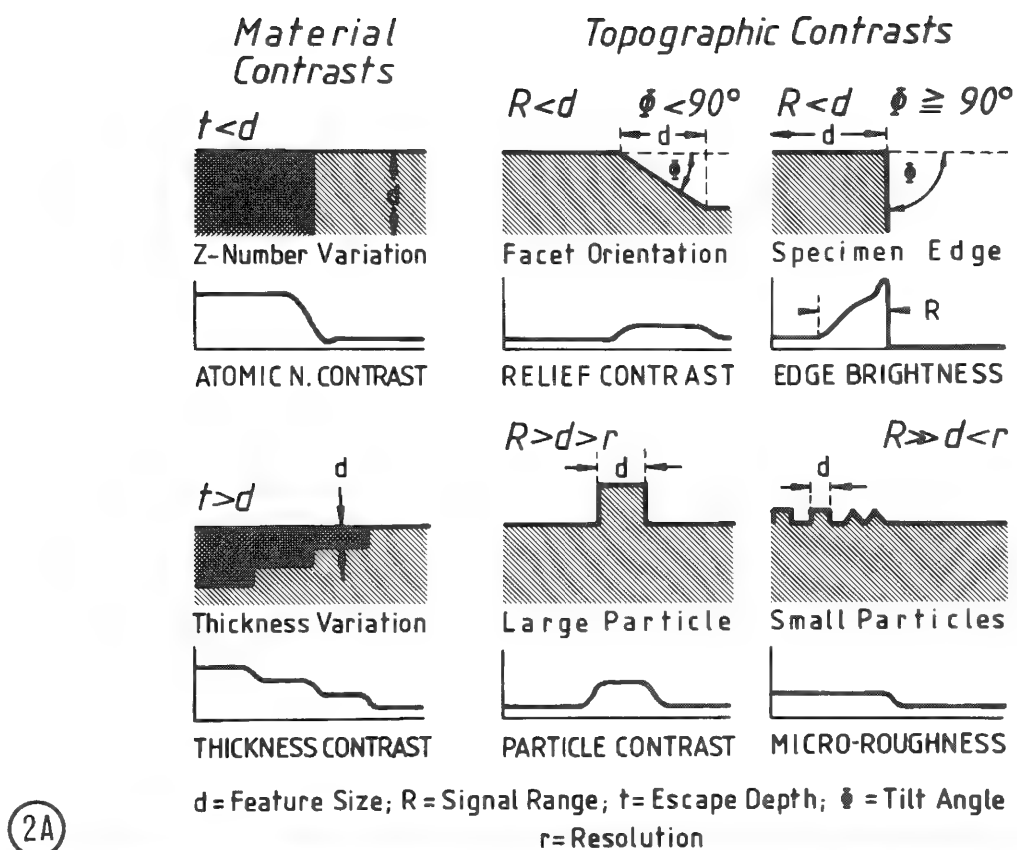 Material
Contrasts
Topographic Contrasts
t<d
R<d Φ<90°
R<d Φ ≧ 90°
d
d
d
Φ
Φ
Z-Number Variation
Facet Orientation
Specimen Edge
R
ATOMIC N. CONTRAST
RELIEF CONTRAST
EDGE BRIGHTNESS
t>d
R>d>r
R≫d<r
d
d
d
Thickness Variation
Large Particle
Small Particles
THICKNESS CONTRAST
PARTICLE CONTRAST
MICRO-ROUGHNESS
d = Feature Size; R = Signal Range; t = Escape Depth; Φ = Tilt Angle
r = Resolution
2A